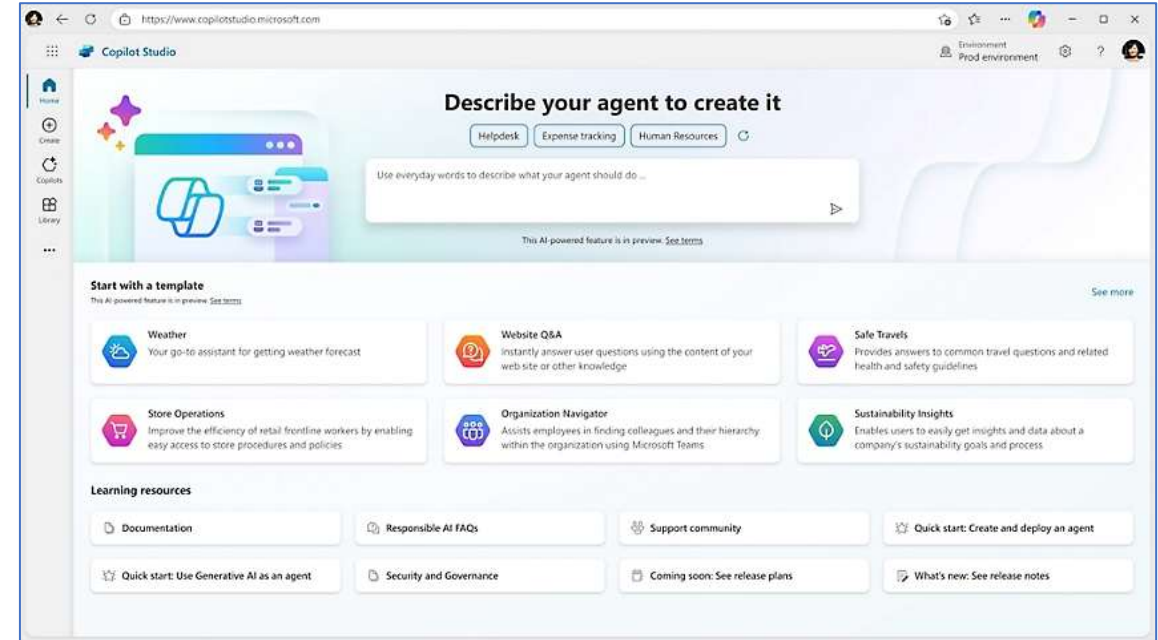 https://www.copilotstudio.microsoft.com
Copilot Studio
Environment
Prod environment
?
Home
Create
Copilots
Library
Describe your agent to create it
Helpdesk
Expense tracking
Human Resources
Use everyday words to describe what your agent should do ...
This AI-powered feature is in preview. See terms
Start with a template
See more
This AI-powered feature is in preview. See terms
Weather
Your go-to assistant for getting weather forecast
Website Q&A
Instantly answer user questions using the content of your
web site or other knowledge
Safe Travels
Provides answers to common travel questions and related
health and safety guidelines
Store Operations
Improve the efficiency of retail frontline workers by enabling
easy access to store procedures and policies
Organization Navigator
Assists employees in finding colleagues and their hierarchy
within the organization using Microsoft Teams
Sustainability Insights
Enables users to easily get insights and data about a
company's sustainability goals and process
Learning resources
Documentation
Responsible AI FAQs
Support community
Quick start: Create and deploy an agent
Quick start: Use Generative AI as an agent
Security and Governance
Coming soon: See release plans
What's new: See release notes